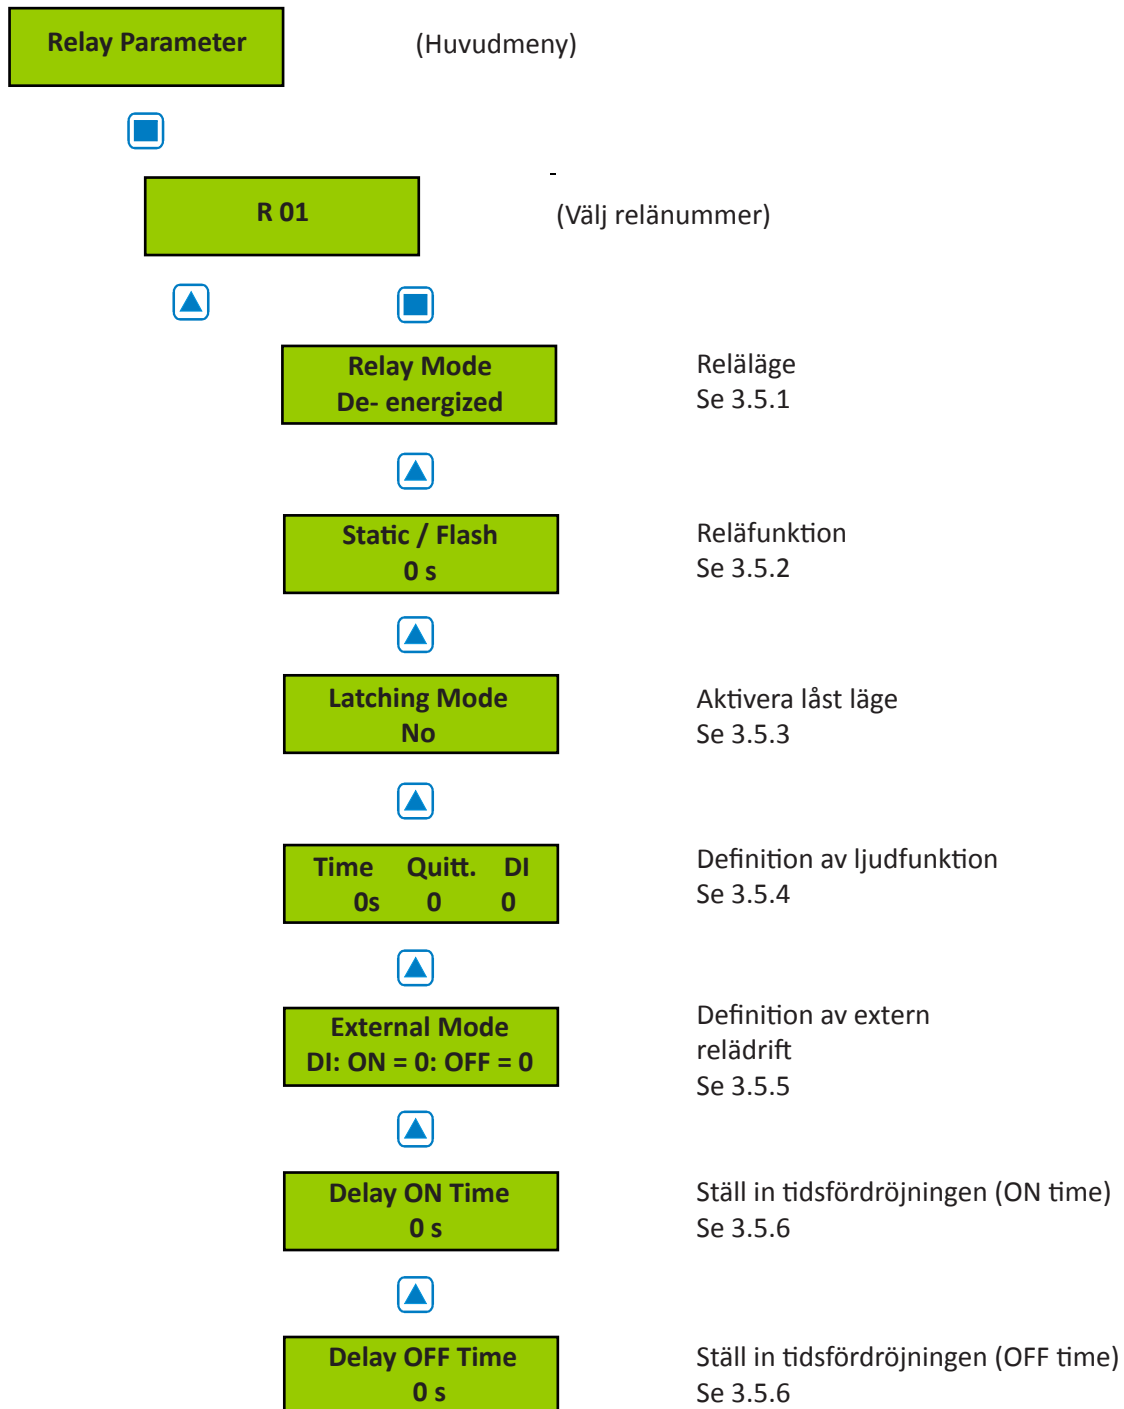 Relay Parameter
(Huvudmeny)
R 01
(Välj relänummer)
Relay Mode
De- energized
Reläläge
Se 3.5.1
Static / Flash
0 s
Reläfunktion
Se 3.5.2
Latching Mode
No
Aktivera låst läge
Se 3.5.3
Time Quitt. DI
0s 0 0
Definition av ljudfunktion
Se 3.5.4
External Mode
DI: ON = 0: OFF = 0
Definition av extern
relädrift
Se 3.5.5
Delay ON Time
0 s
Ställ in tidsfördröjningen (ON time)
Se 3.5.6
Delay OFF Time
0 s
Ställ in tidsfördröjningen (OFF time)
Se 3.5.6